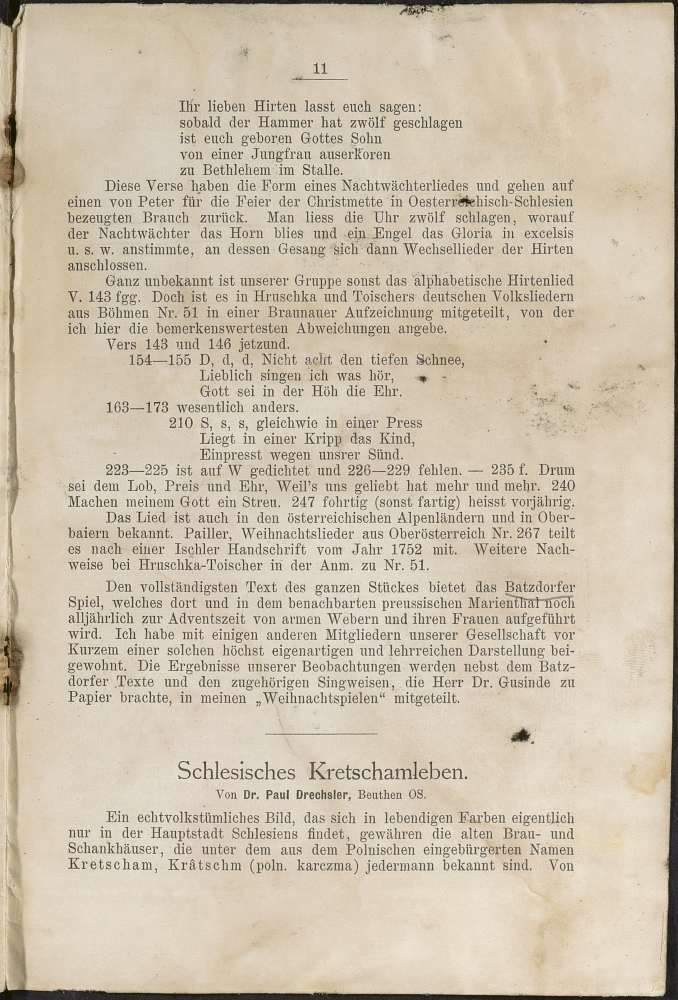 11
Ihr lieben Hirten lasst euch sagen:
sobald der Hammer hat zwölf geschlagen
ist euch geboren Gottes Sohn
von einer Jungfrau auserkoren
zu Bethlehem im Stalle.
Diese Verse haben die Form eines Nachtwächterliedes und gehen auf
einen von Peter für die Feier der Christmette in Oesterreichisch-Schlesien
bezeugten Brauch zurück. Man liess die Uhr zwölf schlagen, worauf
der Nachtwächter das Horn blies und ein Engel das Gloria in excelsis
u. s. w. anstimmte, an dessen Gesang sich dann Wechsellieder der Hirten
anschlossen.
Ganz unbekannt ist unserer Gruppe sonst das alphabetische Hirtenlied
V. 143 fgg. Doch ist es in Hruschka und Toischers deutschen Volksliedern
aus Böhmen Nr. 51 in einer Braunauer Aufzeichnung mitgeteilt, von der
ich hier die bemerkenswertesten Abweichungen angebe.
Vers 143 und 146 jetzund.
154—155 D, d, d, Nicht acht den tiefen Schnee,
Lieblich singen ich was hör,
Gott sei in der Höh die Ehr.
163—173 wesentlich anders.
210 S, s, s, gleichwie in einer Press
Liegt in einer Kripp das Kind,
Einpresst wegen unsrer Sünd.
223—225 ist auf W gedichtet und 226—229 fehlen. — 235 f. Drum
sei dem Lob, Preis und Ehr, Weil's uns geliebt hat mehr und mehr. 240
Machen meinem Gott ein Streu. 247 fohrtig (sonst fartig) heisst vorjährig.
Das Lied ist auch in den österreichischen Alpenländern und in Ober-
baiern bekannt. Pailler, Weihnachtslieder aus Oberösterreich Nr. 267 teilt
es nach einer Ischler Handschrift vom Jahr 1752 mit. Weitere Nach-
weise bei Hruschka-Toischer in der Anm. zu Nr. 51.
Den vollständigsten Text des ganzen Stückes bietet das Batzdorfer
Spiel, welches dort und in dem benachbarten preussischen Marienthal noch
alljährlich zur Adventszeit von armen Webern und ihren Frauen aufgeführt
wird. Ich habe mit einigen anderen Mitgliedern unserer Gesellschaft vor
Kurzem einer solchen höchst eigenartigen und lehrreichen Darstellung bei-
gewohnt. Die Ergebnisse unserer Beobachtungen werden nebst dem Batz-
dorfer Texte und den zugehörigen Singweisen, die Herr Dr. Gusinde zu
Papier brachte, in meinen „Weihnachtspielen“ mitgeteilt.
Schlesisches Kretschamleben.
Von Dr. Paul Drechsler, Beuthen OS.
Ein echtvolkstümliches Bild, das sich in lebendigen Farben eigentlich
nur in der Hauptstadt Schlesiens findet, gewähren die alten Brau- und
Schankhäuser, die unter dem aus dem Polnischen eingebürgerten Namen
Kretscham, Krâtschm (poln. karczma) jedermann bekannt sind. Von